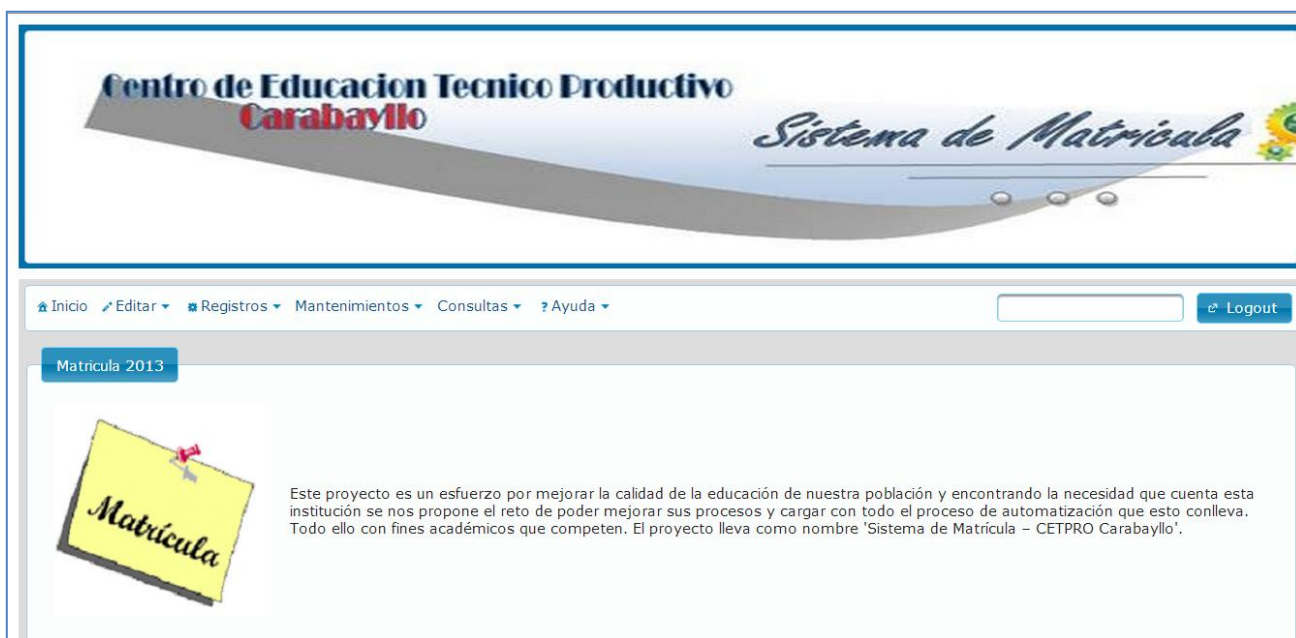 Centro de Educacion Tecnico Productivo
Carabayllo
Sistema de Matricula
Inicio Editar Registros Mantenimientos Consultas ? Ayuda Logout
Matricula 2013
Matrícula
Este proyecto es un esfuerzo por mejorar la calidad de la educación de nuestra población y encontrando la necesidad que cuenta esta
institución se nos propone el reto de poder mejorar sus procesos y cargar con todo el proceso de automatización que esto conlleva.
Todo ello con fines académicos que competen. El proyecto lleva como nombre 'Sistema de Matrícula – CETPRO Carabayllo'.